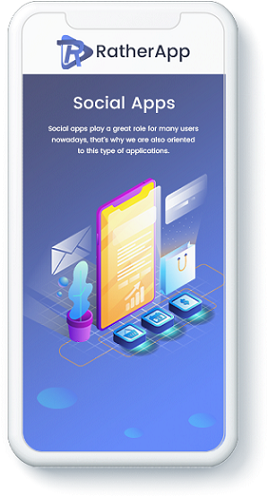 RatherApp
Social Apps
Social apps play a great role for many users
nowadays, that's why we are also oriented
to this type of applications.